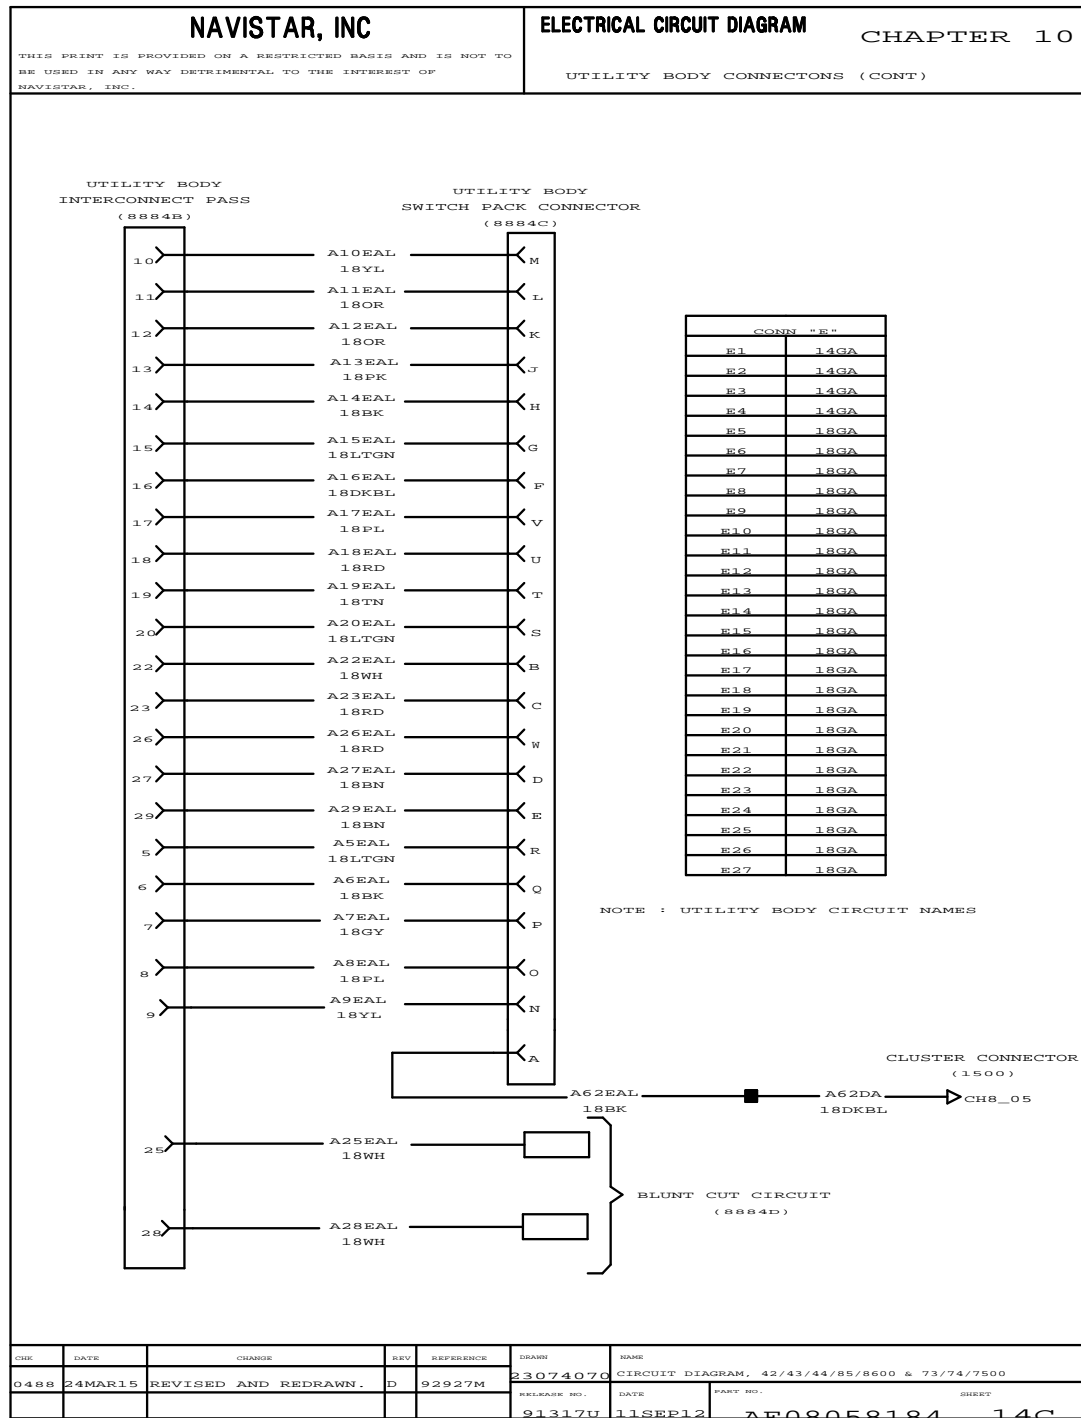 NAVISTAR, INC
THIS PRINT IS PROVIDED ON A RESTRICTED BASIS AND IS NOT TO
BE USED IN ANY WAY DETRIMENTAL TO THE INTEREST OF
NAVISTAR, INC.
ELECTRICAL CIRCUIT DIAGRAM
CHAPTER 10
UTILITY BODY CONNECTONS (CONT)
UTILITY BODY
INTERCONNECT PASS
(8884B)
UTILITY BODY
SWITCH PACK CONNECTOR
(8884C)
10 A10EAL M
18YL
11 A11EAL L
18OR
12 A12EAL K
18OR
13 A13EAL J
18PK
14 A14EAL H
18BK
15 A15EAL G
18LTGN
16 A16EAL F
18DKBL
17 A17EAL V
18PL
18 A18EAL U
18RD
19 A19EAL T
18TN
20 A20EAL S
18LTGN
22 A22EAL B
18WH
23 A23EAL C
18RD
26 A26EAL W
18RD
27 A27EAL D
18BN
29 A29EAL E
18BN
5 A5EAL R
18LTGN
6 A6EAL Q
18BK
7 A7EAL P
18GY
8 A8EAL O
18PL
9 A9EAL N
18YL
A
CONN "E"
E1 14GA
E2 14GA
E3 14GA
E4 14GA
E5 18GA
E6 18GA
E7 18GA
E8 18GA
E9 18GA
E10 18GA
E11 18GA
E12 18GA
E13 18GA
E14 18GA
E15 18GA
E16 18GA
E17 18GA
E18 18GA
E19 18GA
E20 18GA
E21 18GA
E22 18GA
E23 18GA
E24 18GA
E25 18GA
E26 18GA
E27 18GA
NOTE : UTILITY BODY CIRCUIT NAMES
CLUSTER CONNECTOR
(1500)
A62EAL A62DA CH8_05
18BK 18DKBL
25 A25EAL
18WH
BLUNT CUT CIRCUIT
(8884D)
28 A28EAL
18WH
CHK DATE CHANGE REV REFERENCE DRAWN NAME
0488 24MAR15 REVISED AND REDRAWN. D 92927M 23074070 CIRCUIT DIAGRAM, 42/43/44/85/8600 & 73/74/7500
RELEASE NO. DATE PART NO. SHEET
91317U 11SEP12 AF08058184 14C